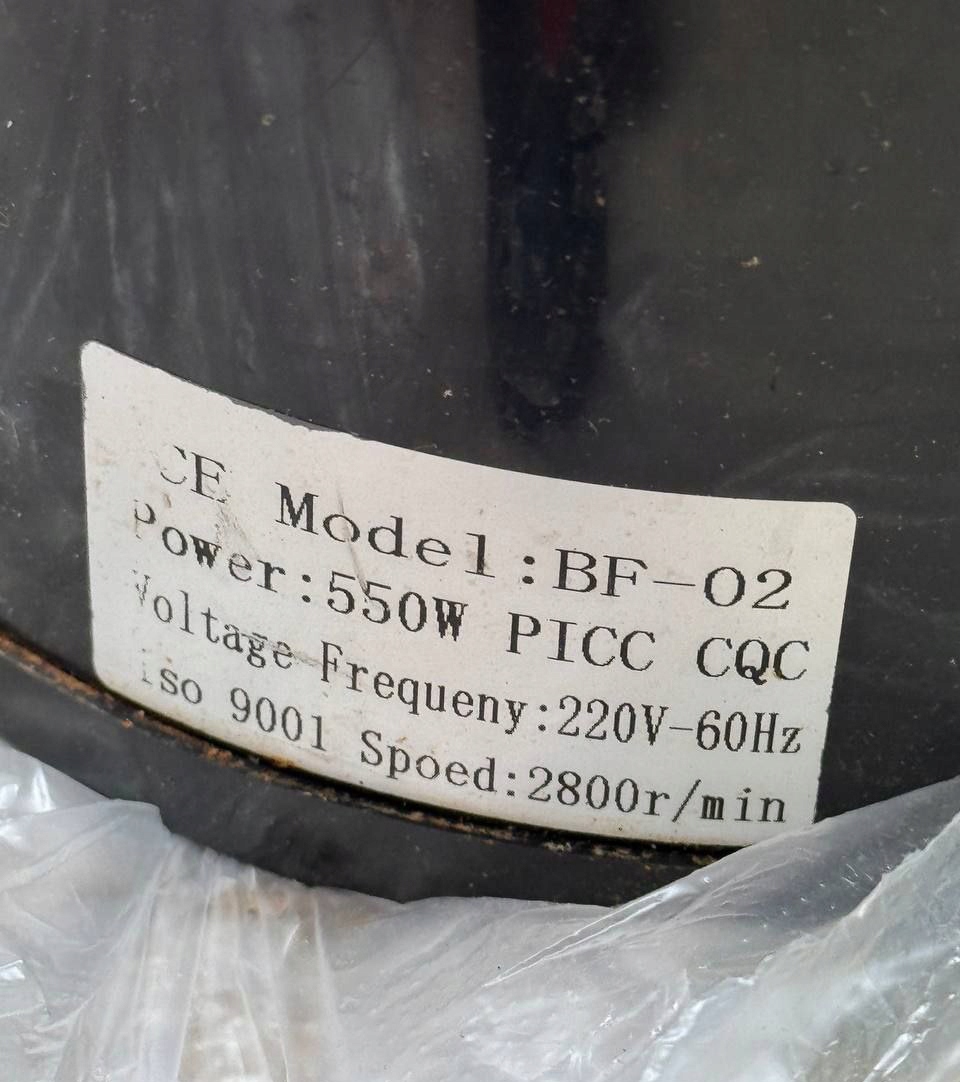 CE Model:BF-02
Power:550W PICC CQC
Voltage Frequeny:220V-60Hz
iso 9001 Spoed:2800r/min